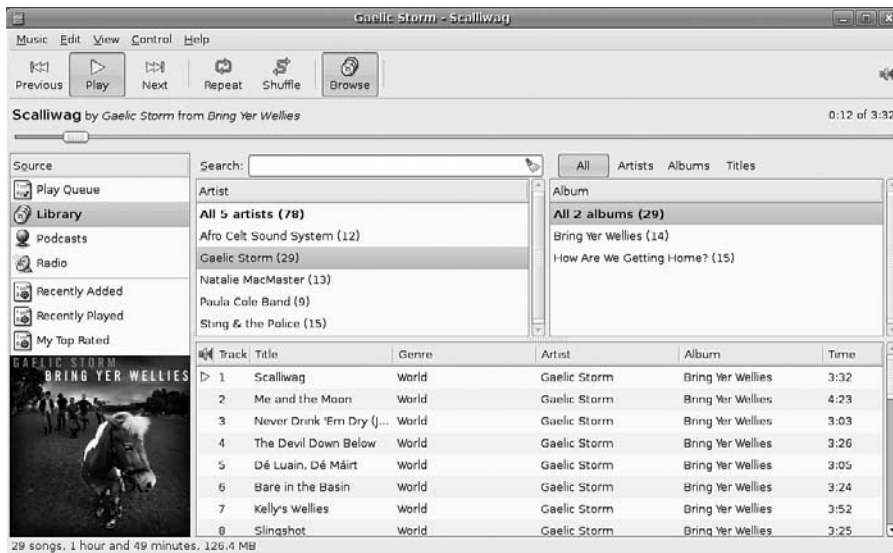 Gaelic Storm - Scalliwag
Music Edit View Control Help
Previous Play Next Repeat Shuffle Browse
Scalliwag by Gaelic Storm from Bring Yer Wellies 0:12 of 3:32
Source
Play Queue
Library
Podcasts
Radio
Recently Added
Recently Played
My Top Rated
GAELIC STORM
BRING YER WELLIES
Search: All Artists Albums Titles
Artist
All 5 artists (78)
Afro Celt Sound System (12)
Gaelic Storm (29)
Natalie MacMaster (13)
Paula Cole Band (9)
Sting & the Police (15)
Album
All 2 albums (29)
Bring Yer Wellies (14)
How Are We Getting Home? (15)
Track Title Genre Artist Album Time
1 Scalliwag World Gaelic Storm Bring Yer Wellies 3:32
2 Me and the Moon World Gaelic Storm Bring Yer Wellies 4:23
3 Never Drink 'Em Dry (J... World Gaelic Storm Bring Yer Wellies 3:03
4 The Devil Down Below World Gaelic Storm Bring Yer Wellies 3:26
5 Dé Luain, Dé Máirt World Gaelic Storm Bring Yer Wellies 3:05
6 Bare in the Basin World Gaelic Storm Bring Yer Wellies 3:24
7 Kelly's Wellies World Gaelic Storm Bring Yer Wellies 3:52
8 Slingshot World Gaelic Storm Bring Yer Wellies 3:25
29 songs, 1 hour and 49 minutes, 126.4 MB